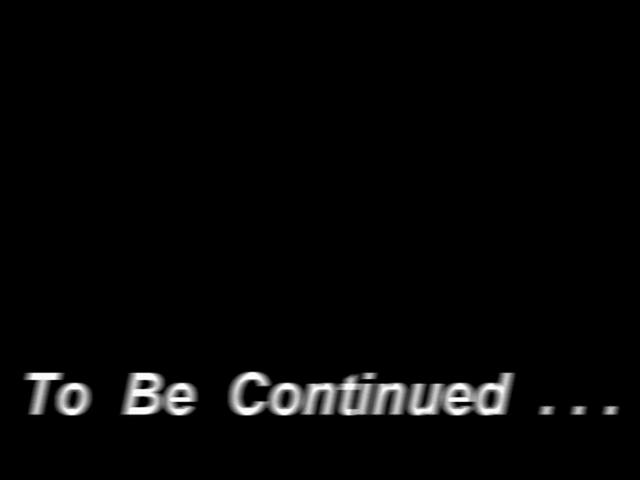 To Be Continued . . .